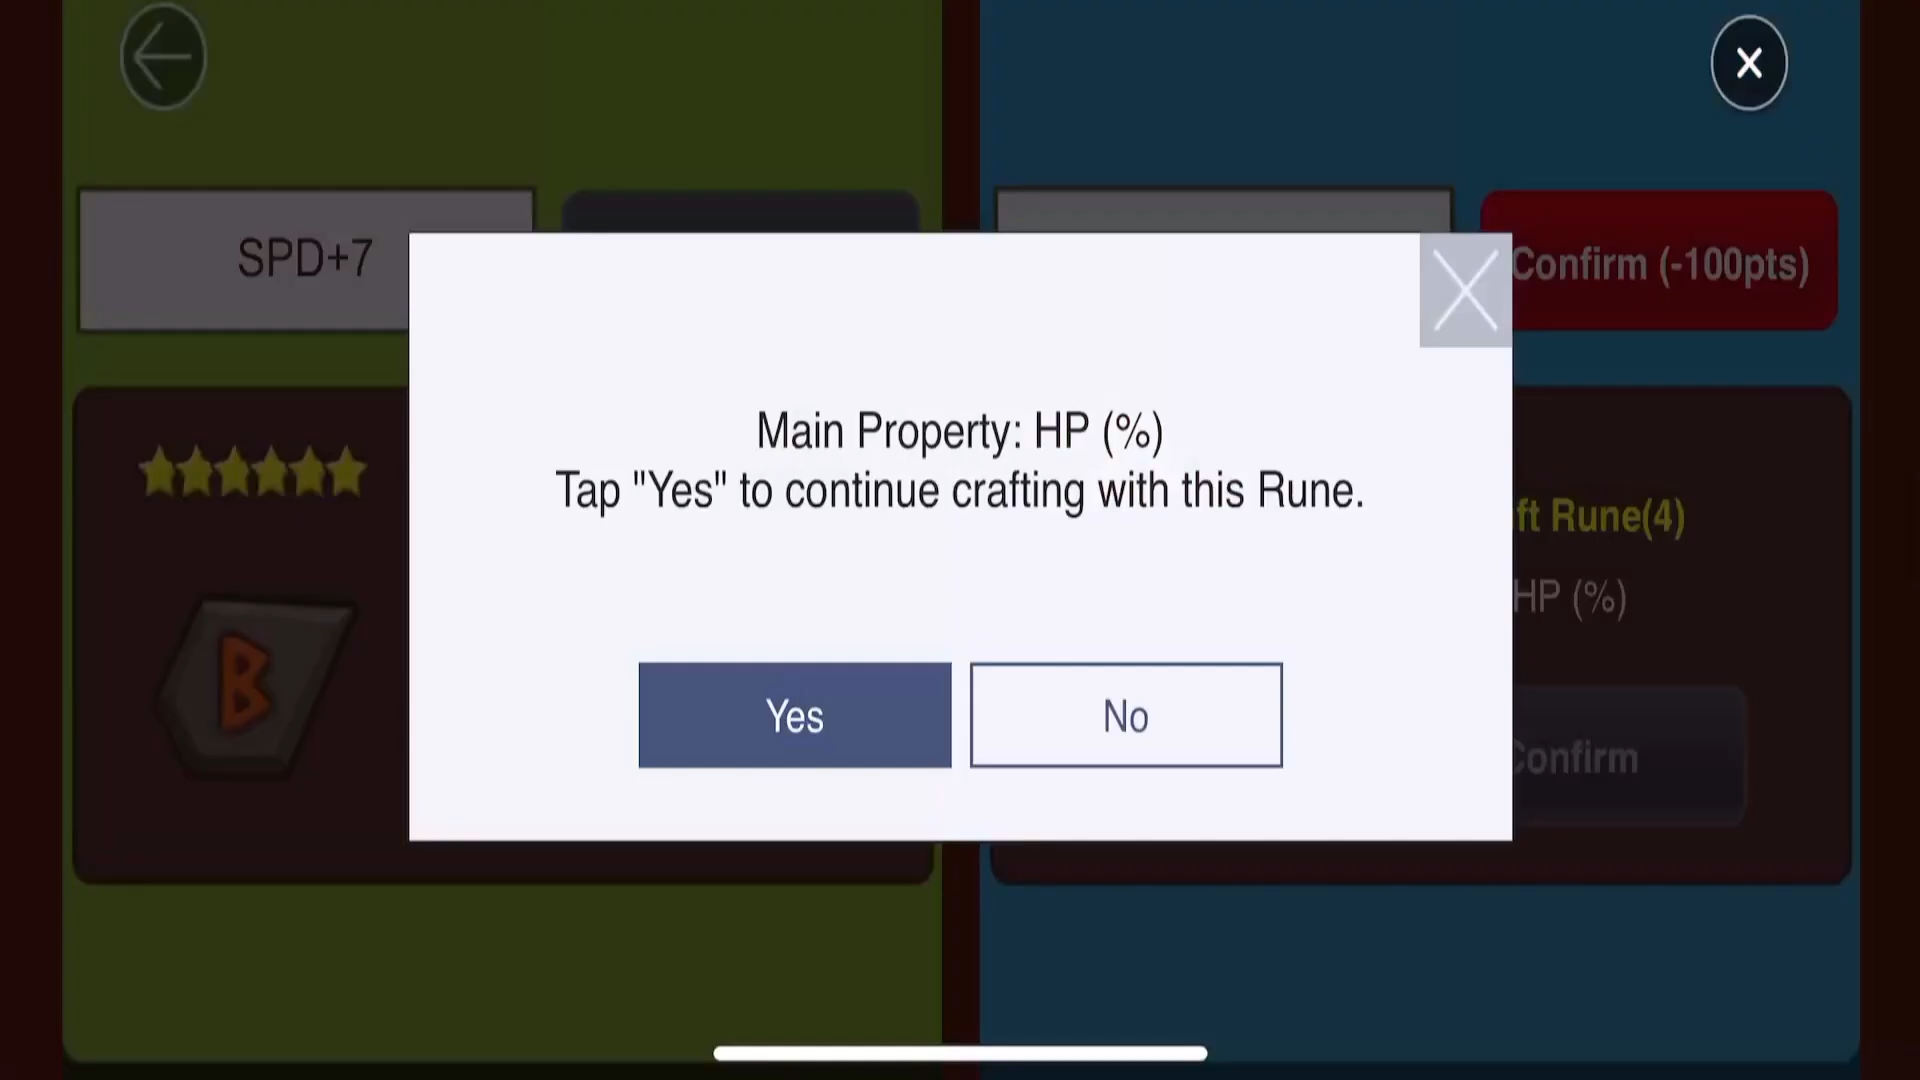 SPD+7
Confirm (-100pts)
Main Property: HP (%)
Tap "Yes" to continue crafting with this Rune.
Rune(4)
HP (%)
Yes
No
Confirm